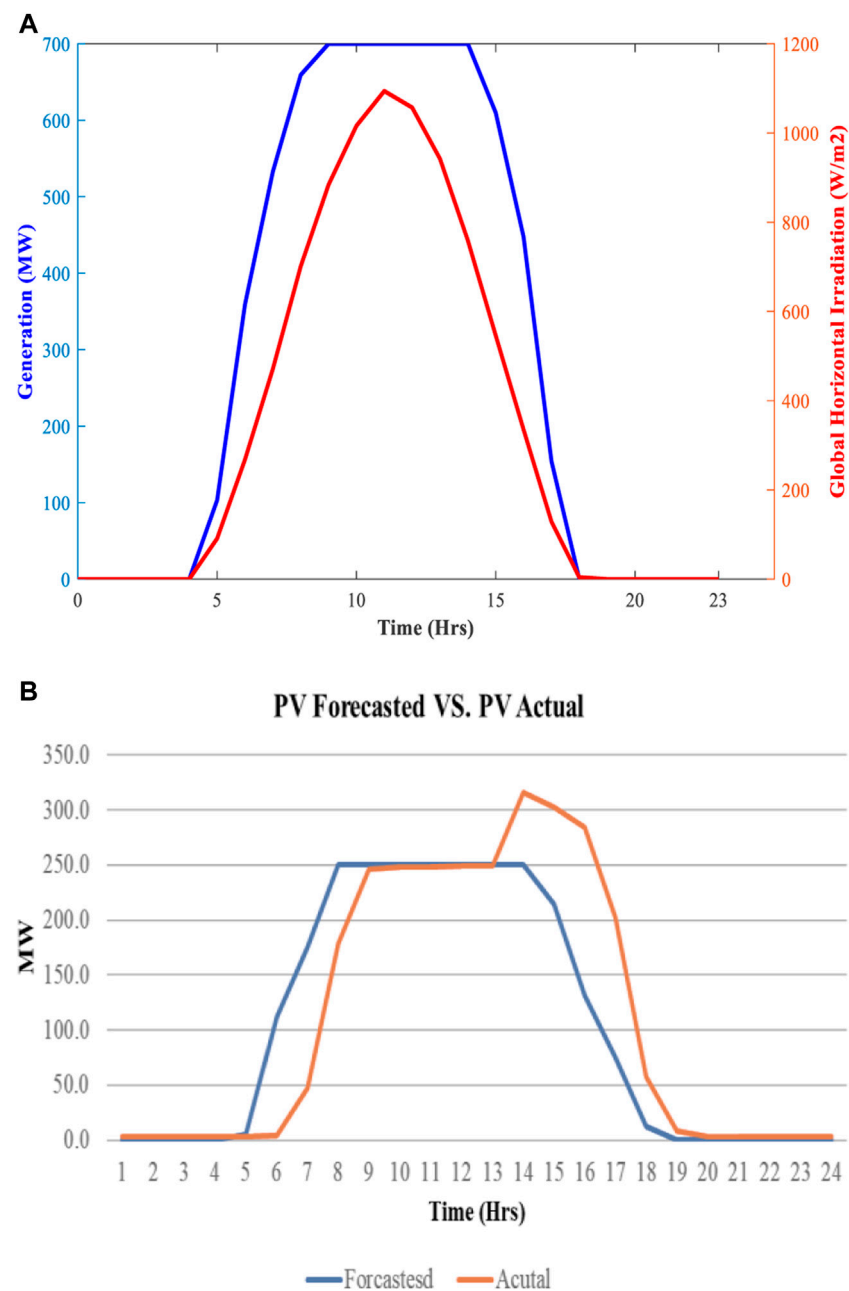 A
700
600
500
400
300
200
100
0
Generation (MW)
1200
1000
800
600
400
200
0
Global Horizontal Irradiation (W/m2)
0 5 10 15 20 23
Time (Hrs)
B
PV Forecasted VS. PV Actual
350.0
300.0
250.0
200.0
150.0
100.0
50.0
0.0
MW
1 2 3 4 5 6 7 8 9 10 11 12 13 14 15 16 17 18 19 20 21 22 23 24
Time (Hrs)
Forcastesd Acutal